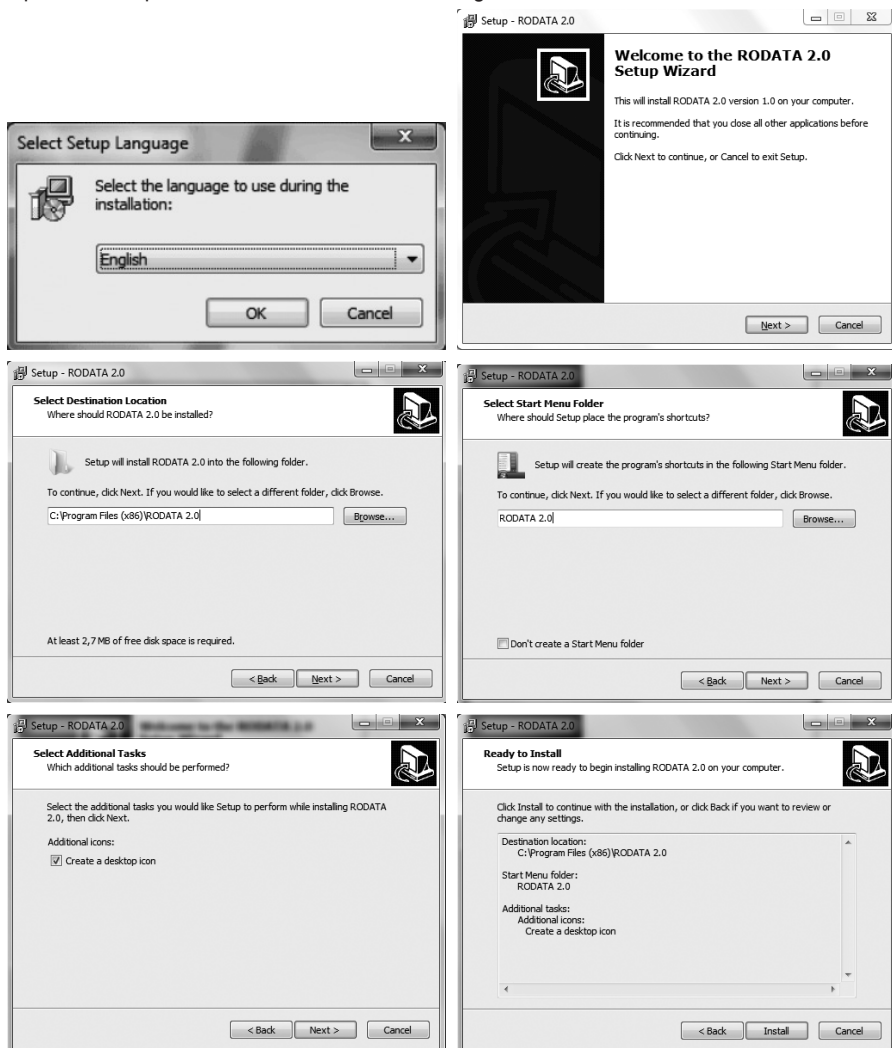 Select Setup Language
Select the language to use during the
installation:
English
OK Cancel
Setup - RODATA 2.0
Welcome to the RODATA 2.0
Setup Wizard
This will install RODATA 2.0 version 1.0 on your computer.
It is recommended that you close all other applications before
continuing.
Click Next to continue, or Cancel to exit Setup.
Next > Cancel
Setup - RODATA 2.0
Select Destination Location
Where should RODATA 2.0 be installed?
Setup will install RODATA 2.0 into the following folder.
To continue, click Next. If you would like to select a different folder, click Browse.
C:\Program Files (x86)\RODATA 2.0
Browse...
At least 2,7 MB of free disk space is required.
< Back Next > Cancel
Setup - RODATA 2.0
Select Start Menu Folder
Where should Setup place the program's shortcuts?
Setup will create the program's shortcuts in the following Start Menu folder.
To continue, click Next. If you would like to select a different folder, click Browse.
RODATA 2.0
Browse...
Don't create a Start Menu folder
< Back Next > Cancel
Setup - RODATA 2.0
Select Additional Tasks
Which additional tasks should be performed?
Select the additional tasks you would like Setup to perform while installing RODATA
2.0, then click Next.
Additional icons:
Create a desktop icon
< Back Next > Cancel
Setup - RODATA 2.0
Ready to Install
Setup is now ready to begin installing RODATA 2.0 on your computer.
Click Install to continue with the installation, or click Back if you want to review or
change any settings.
Destination location:
C:\Program Files (x86)\RODATA 2.0
Start Menu folder:
RODATA 2.0
Additional tasks:
Additional icons:
Create a desktop icon
< Back Install Cancel